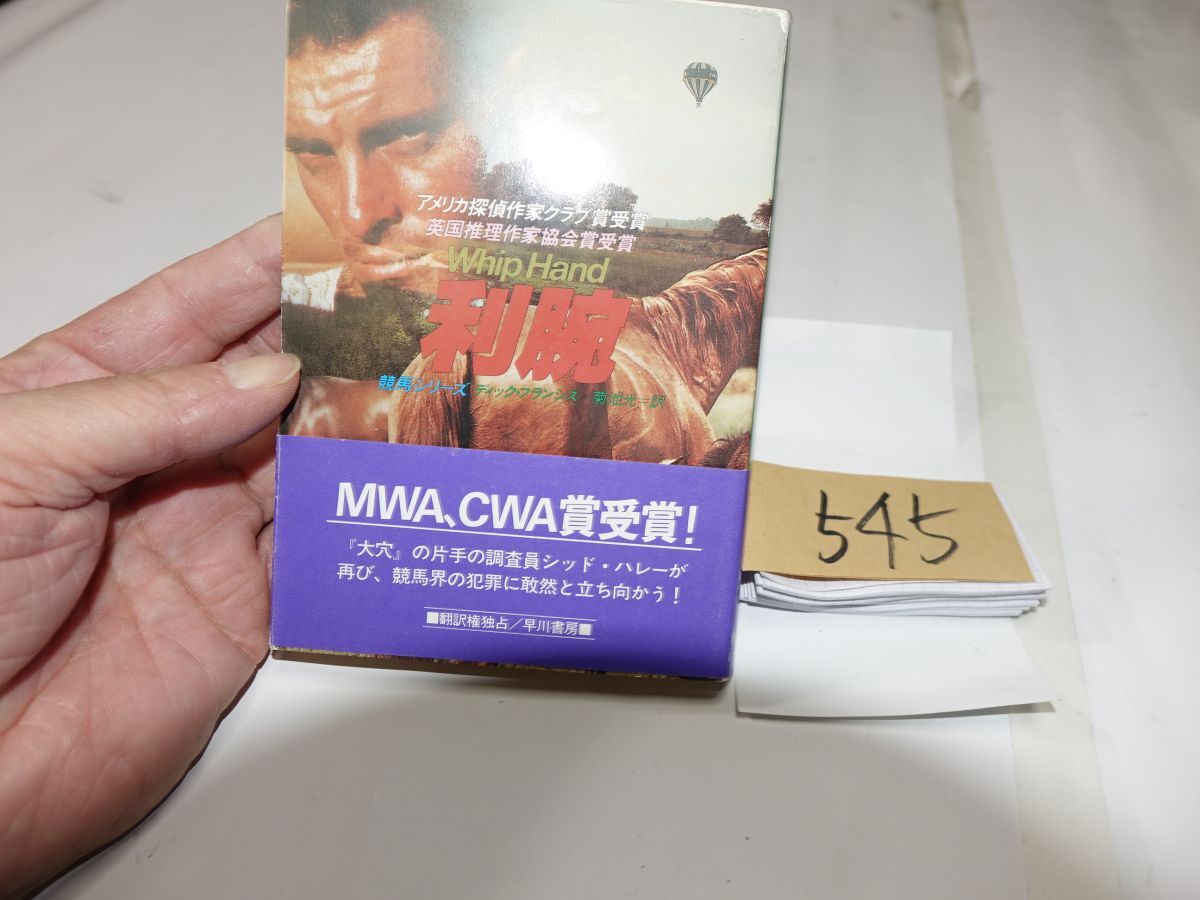 アメリカ探偵作家クラブ賞受賞
英国推理作家協会賞受賞
Whip Hand
利腕
競馬シリーズ ディック・フランシス 菊池光=訳
MWA、CWA賞受賞!
『大穴』の片手の調査員シッド・ハレーが
再び、競馬界の犯罪に敢然と立ち向かう!
■翻訳権独占/早川書房■
545